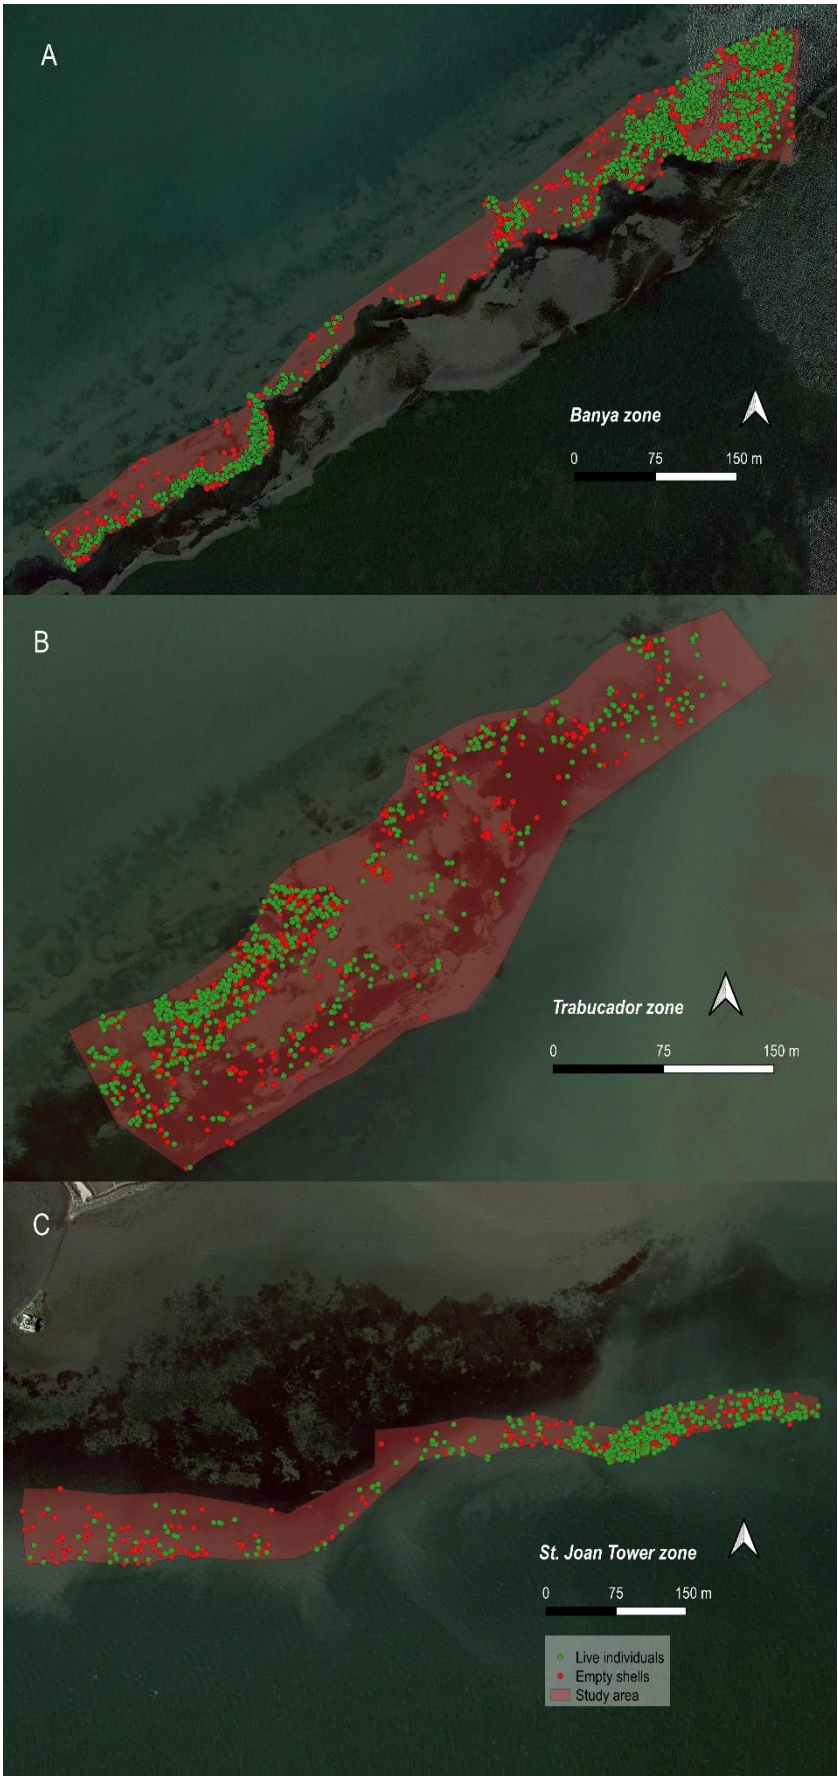 A
Banya zone
0 75 150 m
B
Trabucador zone
0 75 150 m
C
St. Joan Tower zone
0 75 150 m
Live individuals
Empty shells
Study area